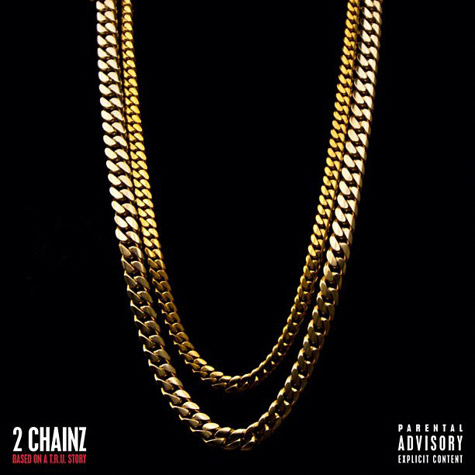 2 CHAINZ
BASED ON A T.R.U. STORY
PARENTAL
ADVISORY
EXPLICIT CONTENT